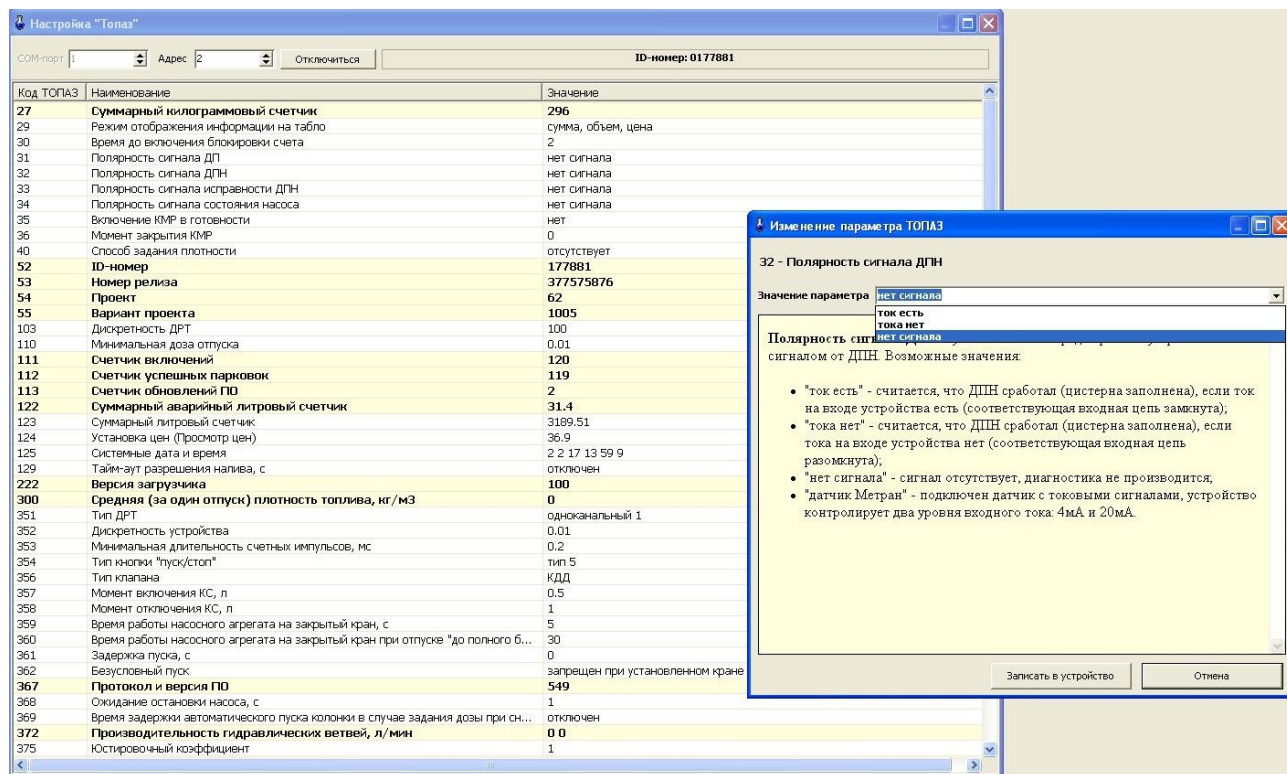 Настройка "Топаз"
COM-порт 1 Адрес 2 Отключиться ID-номер: 0177881
Код ТОПАЗ Наименование Значение
27 Суммарный килограммовый счетчик 296
29 Режим отображения информации на табло сумма, объем, цена
30 Время до включения блокировки счета 2
31 Полярность сигнала ДП нет сигнала
32 Полярность сигнала ДПН нет сигнала
33 Полярность сигнала исправности ДПН нет сигнала
34 Полярность сигнала состояния насоса нет сигнала
35 Включение КМР в готовности нет
36 Момент закрытия КМР 0
40 Способ задания плотности отсутствует
52 ID-номер 177881
53 Номер релиза 377575876
54 Проект 62
55 Вариант проекта 1005
103 Дискретность ДРТ 100
110 Минимальная доза отпуска 0.01
111 Счетчик включений 120
112 Счетчик успешных парковок 119
113 Счетчик обновлений ПО 2
122 Суммарный аварийный литровый счетчик 31.4
123 Суммарный литровый счетчик 3189.51
124 Установка цен (Просмотр цен) 36.9
125 Системные дата и время 2 2 17 13 59 9
129 Тайм-аут разрешения налива, с отключен
222 Версия загрузчика 100
300 Средняя (за один отпуск) плотность топлива, кг/м3 0
351 Тип ДРТ одноканальный 1
352 Дискретность устройства 0.01
353 Минимальная длительность счетных импульсов, мс 0.2
354 Тип кнопки "пуск/стоп" тип 5
356 Тип клапана КДД
357 Момент включения КС, л 0.5
358 Момент отключения КС, л 1
359 Время работы насосного агрегата на закрытый кран, с 5
360 Время работы насосного агрегата на закрытый кран при отпуске "до полного б... 30
361 Задержка пуска, с 0
362 Безусловный пуск запрещен при установленном кране
367 Протокол и версия ПО 549
368 Ожидание остановки насоса, с 1
369 Время задержки автоматического пуска колонки в случае задания дозы при сн... отключен
372 Производительность гидравлических ветвей, л/мин 0 0
375 Юстировочный коэффициент 1
Изменение параметра ТОПАЗ
32 - Полярность сигнала ДПН
Значение параметра нет сигнала
ток есть
тока нет
нет сигнала
Полярность сиг
сигналом от ДПН. Возможные значения:
• "ток есть" - считается, что ДПН сработал (цистерна заполнена), если ток
на входе устройства есть (соответствующая входная цепь замкнута);
• "тока нет" - считается, что ДПН сработал (цистерна заполнена), если
тока на входе устройства нет (соответствующая входная цепь
разомкнута);
• "нет сигнала" - сигнал отсутствует, диагностика не производится;
• "датчик Метран" - подключен датчик с токовыми сигналами, устройство
контролирует два уровня входного тока: 4мА и 20мА.
Записать в устройство Отмена